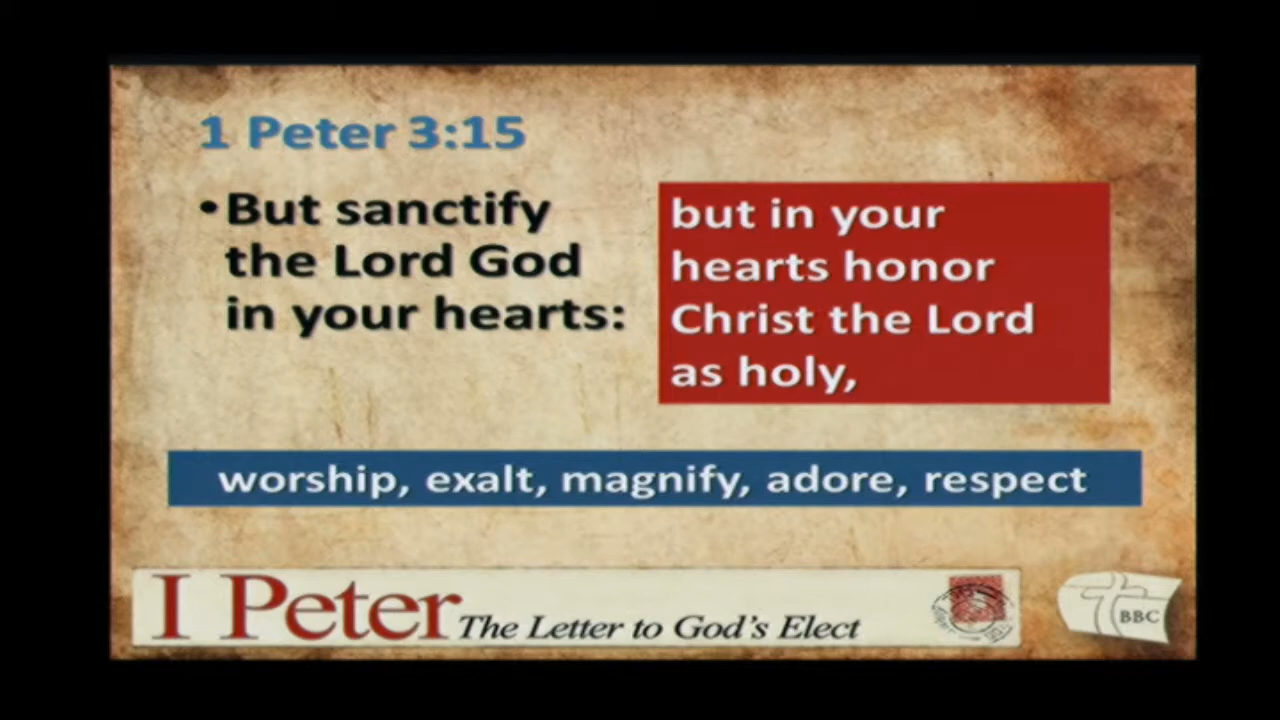 1 Peter 3:15
•But sanctify
the Lord God
in your hearts:
but in your
hearts honor
Christ the Lord
as holy,
worship, exalt, magnify, adore, respect
I Peter The Letter to God's Elect
BBC